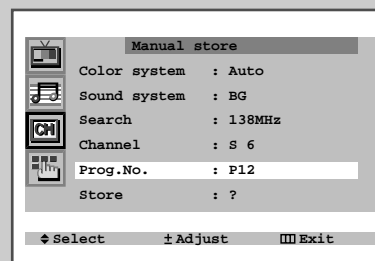 Manual store
Color system : Auto
Sound system : BG
Search : 138MHz
CH
Channel : S 6
Prog.No. : P12
Store : ?
Select ± Adjust Exit